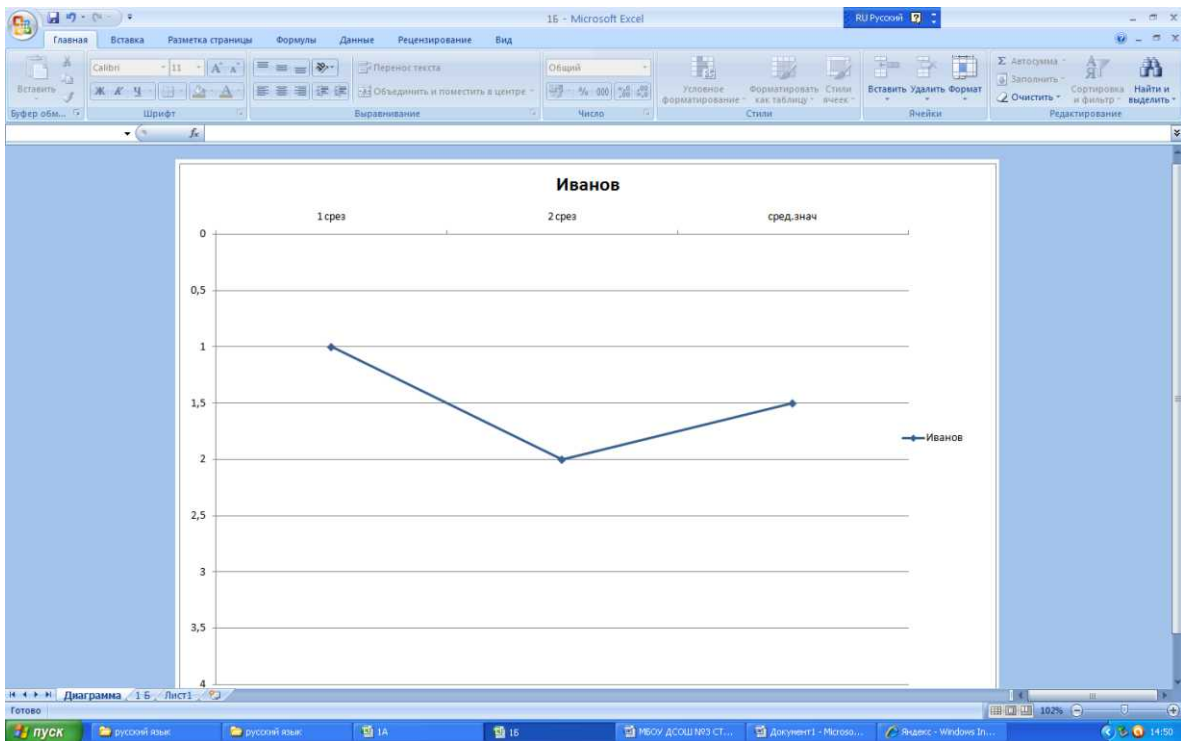 16 - Microsoft Excel
RU Русский
Главная Вставка Разметка страницы Формулы Данные Рецензирование Вид
Вставить
Calibri 11
Ж К Ч
Перенос текста
Объединить и поместить в центре
Общий
% 000
Условное форматирование
Форматировать как таблицу
Стили ячеек
Вставить Удалить Формат
Σ Автосумма
Заполнить
Очистить
Сортировка и фильтр
Найти и выделить
Буфер обм... Шрифт Выравнивание Число Стили Ячейки Редактирование
fx
Иванов
1 срез 2 срез сред.знач
0
0,5
1
1,5
Иванов
2
2,5
3
3,5
4
Диаграмма 1 Б Лист1
Готово 102%
пуск русский язык русский язык 1А 1б МБОУ ДСОШ №3 СТ... Документ1 - Microso... Яндекс - Windows In... 14:50